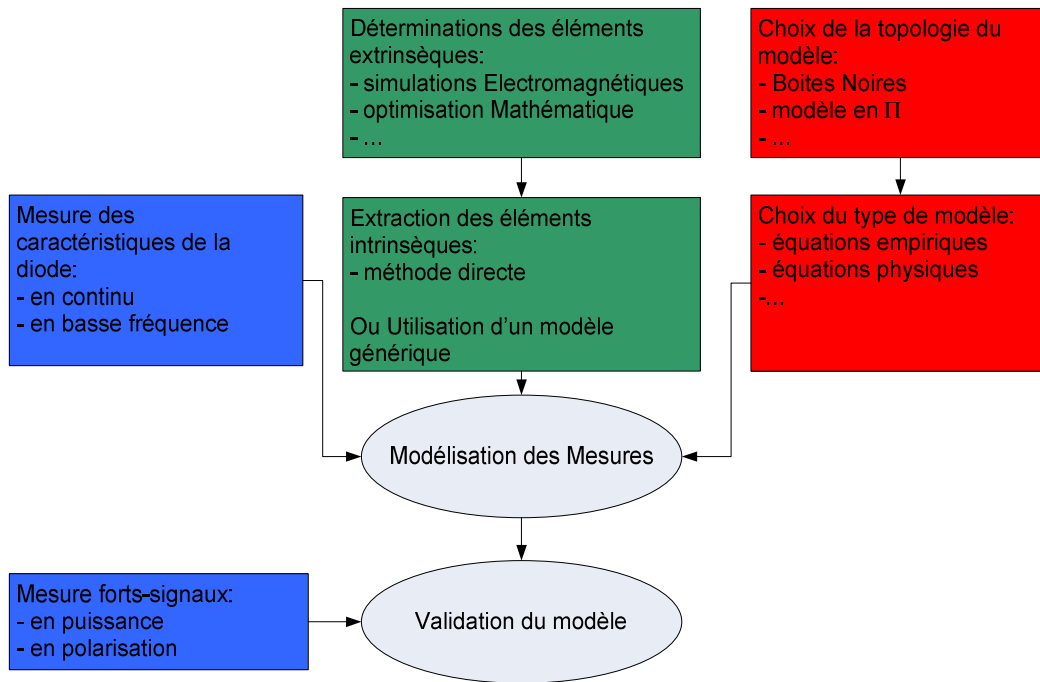 Déterminations des éléments
extrinsèques:
- simulations Electromagnétiques
- optimisation Mathématique
- ...
Choix de la topologie du
modèle:
- Boites Noires
- modèle en Π
- ...
Mesure des
caractéristiques de la
diode:
- en continu
- en basse fréquence
Extraction des éléments
intrinsèques:
- méthode directe
Ou Utilisation d'un modèle
générique
Choix du type de modèle:
- équations empiriques
- équations physiques
-...
Modélisation des Mesures
Mesure forts-signaux:
- en puissance
- en polarisation
Validation du modèle